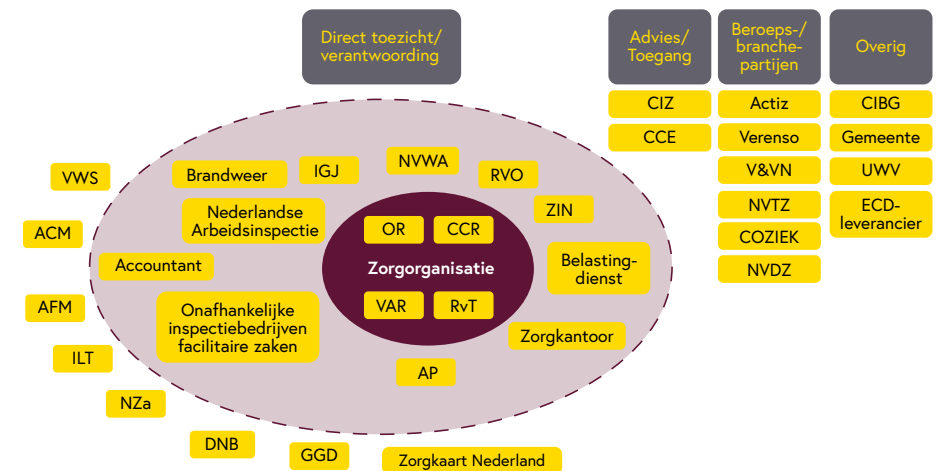 Direct toezicht/
verantwoording
Advies/
Toegang
Beroeps-/
branche-
partijen
Overig
CIZ
CCE
Actiz
Verenso
V&VN
NVTZ
COZIEK
NVDZ
CIBG
Gemeente
UWV
ECD-
leverancier
VWS
ACM
AFM
ILT
NZa
DNB
GGD
Zorgkaart Nederland
Brandweer
IGJ
NVWA
RVO
ZIN
Nederlandse
Arbeidsinspectie
Accountant
Onafhankelijke
inspectiebedrijven
facilitaire zaken
Belasting-
dienst
Zorgkantoor
AP
OR
CCR
Zorgorganisatie
VAR
RvT